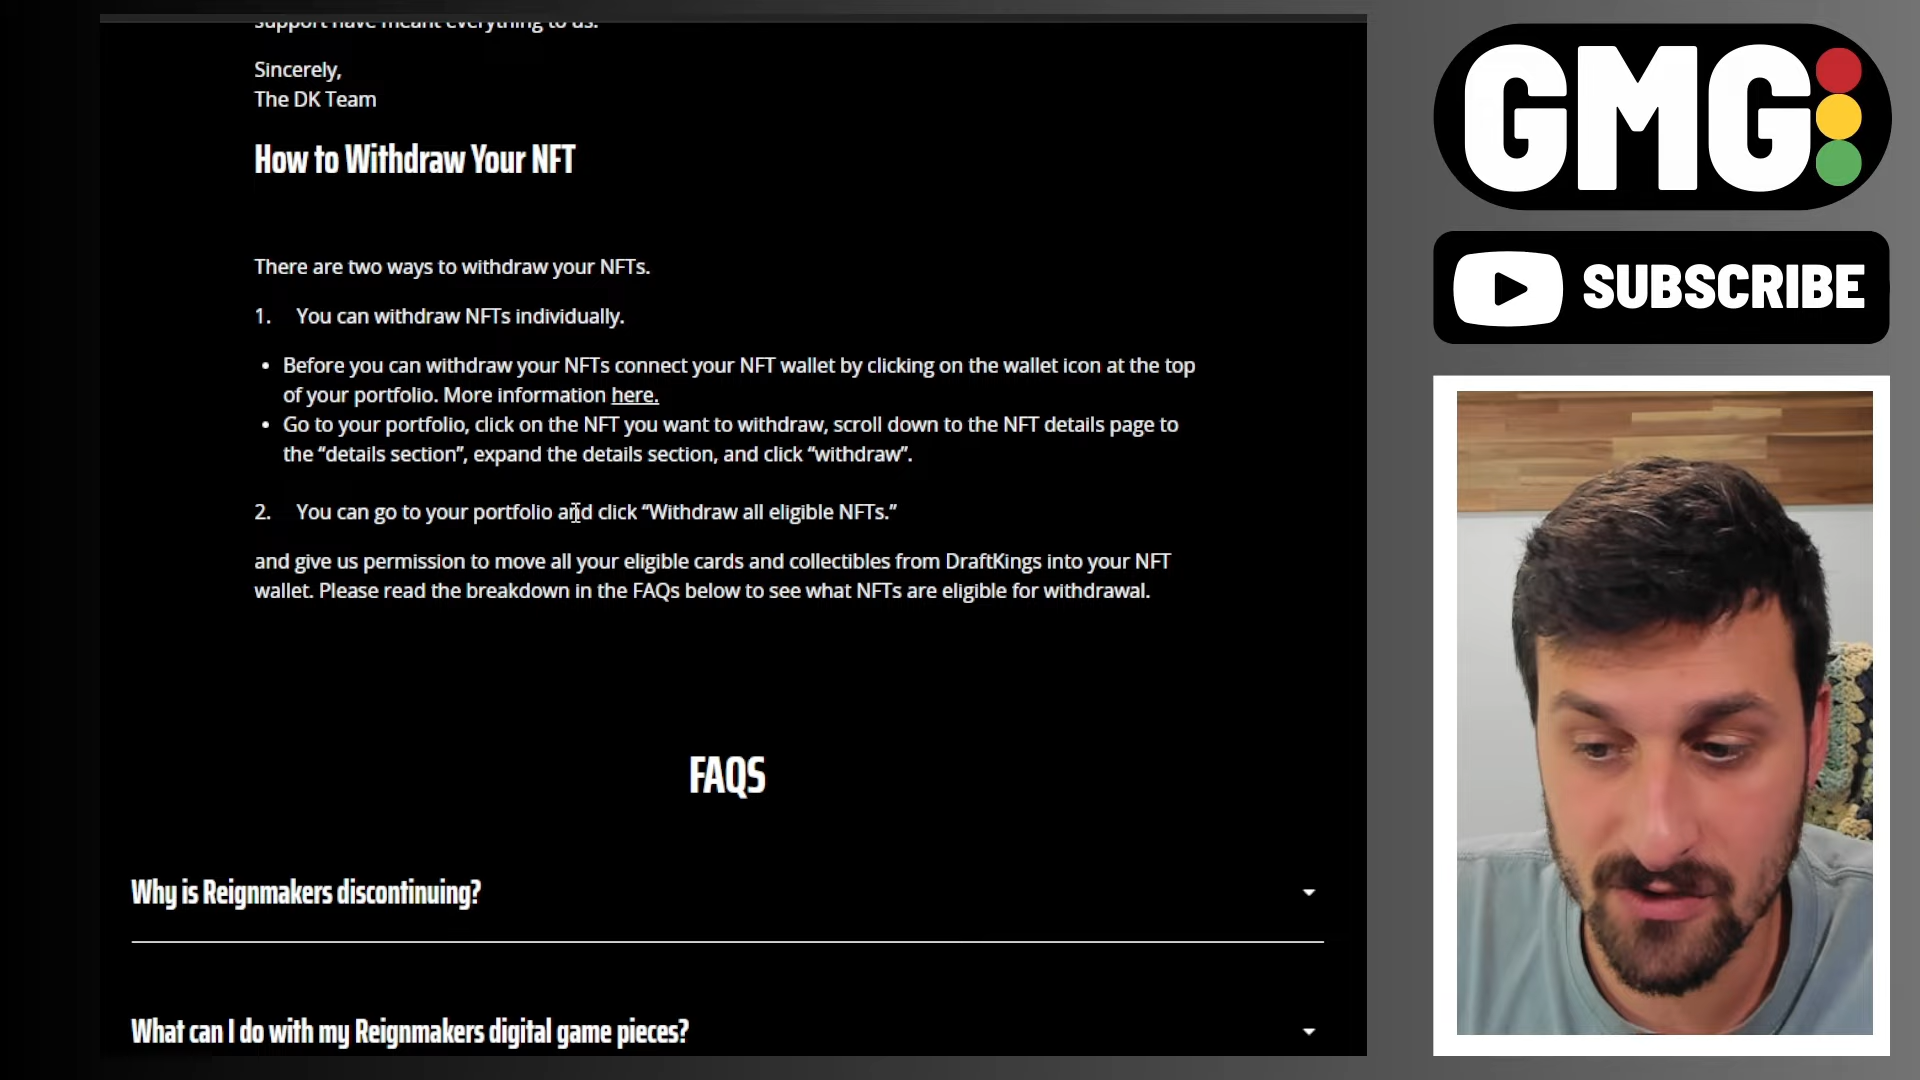 support have meant everything to us.
Sincerely,
The DK Team
How to Withdraw Your NFT
There are two ways to withdraw your NFTs.
1. You can withdraw NFTs individually.
• Before you can withdraw your NFTs connect your NFT wallet by clicking on the wallet icon at the top
of your portfolio. More information here.
• Go to your portfolio, click on the NFT you want to withdraw, scroll down to the NFT details page to
the “details section”, expand the details section, and click “withdraw”.
2. You can go to your portfolio and click “Withdraw all eligible NFTs.”
and give us permission to move all your eligible cards and collectibles from DraftKings into your NFT
wallet. Please read the breakdown in the FAQs below to see what NFTs are eligible for withdrawal.
FAQS
Why is Reignmakers discontinuing?
What can I do with my Reignmakers digital game pieces?
GMG
SUBSCRIBE